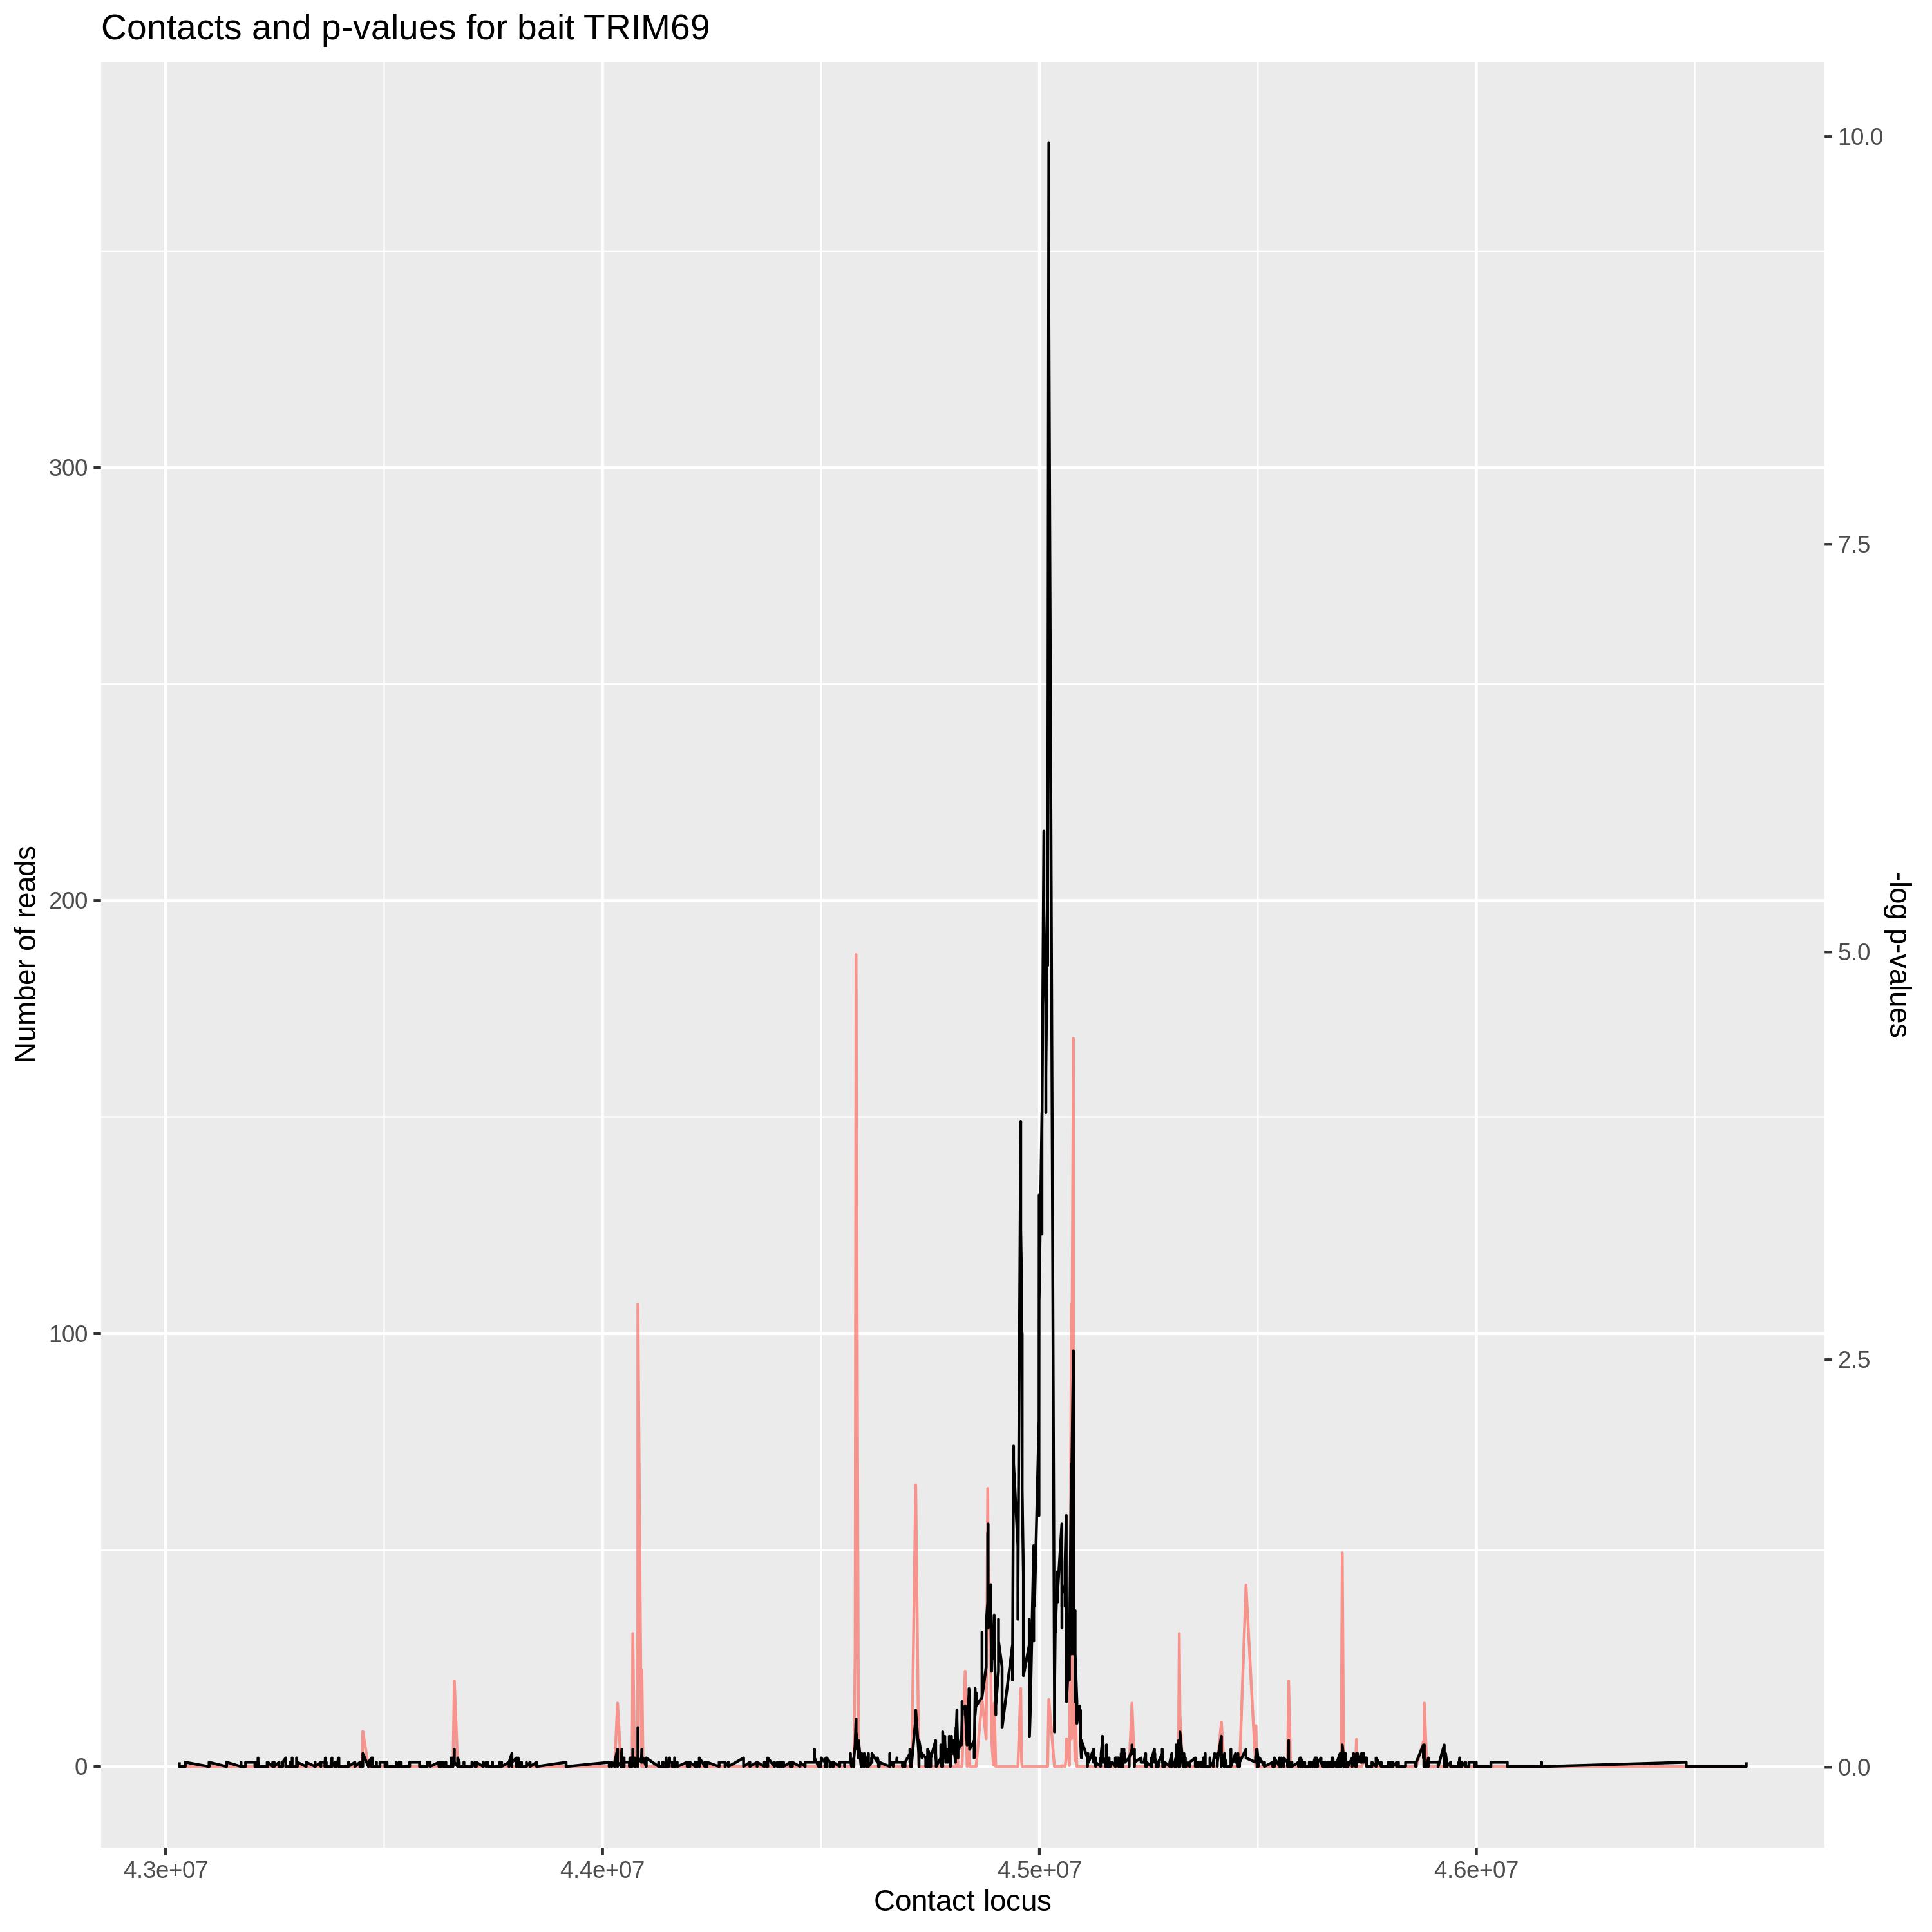 Contacts and p-values for bait TRIM69
10.0
300
7.5
200
5.0
100
2.5
0
0.0
Number of reads
-log p-values
4.3e+07
4.4e+07
4.5e+07
4.6e+07
Contact locus